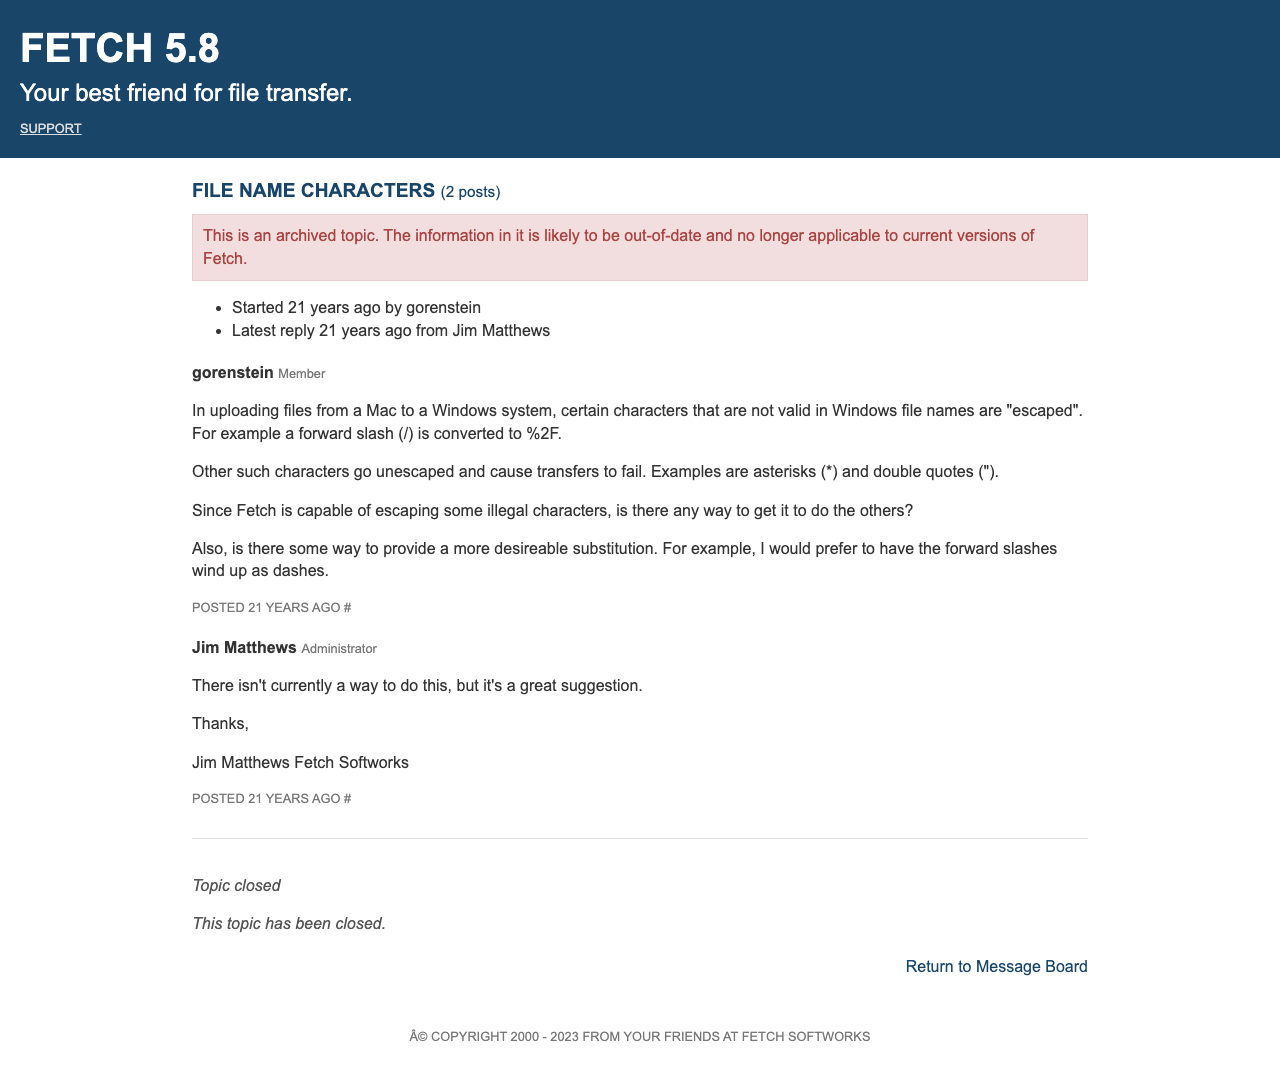 FETCH 5.8
Your best friend for file transfer.
SUPPORT
FILE NAME CHARACTERS (2 posts)
This is an archived topic. The information in it is likely to be out-of-date and no longer applicable to current versions of
Fetch.
• Started 21 years ago by gorenstein
• Latest reply 21 years ago from Jim Matthews
gorenstein Member
In uploading files from a Mac to a Windows system, certain characters that are not valid in Windows file names are "escaped".
For example a forward slash (/) is converted to %2F.
Other such characters go unescaped and cause transfers to fail. Examples are asterisks (*) and double quotes (").
Since Fetch is capable of escaping some illegal characters, is there any way to get it to do the others?
Also, is there some way to provide a more desireable substitution. For example, I would prefer to have the forward slashes
wind up as dashes.
POSTED 21 YEARS AGO #
Jim Matthews Administrator
There isn't currently a way to do this, but it's a great suggestion.
Thanks,
Jim Matthews Fetch Softworks
POSTED 21 YEARS AGO #
Topic closed
This topic has been closed.
Return to Message Board
Â© COPYRIGHT 2000 - 2023 FROM YOUR FRIENDS AT FETCH SOFTWORKS